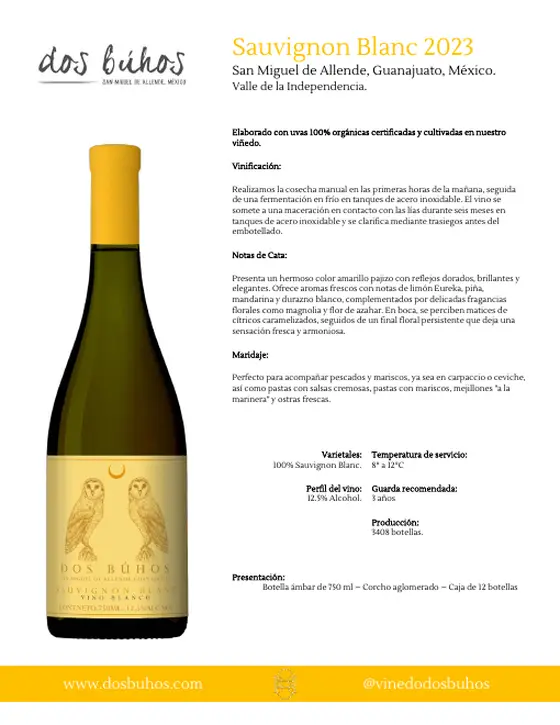 dos búhos
SAN MIGUEL DE ALLENDE, MÉXICO
Sauvignon Blanc 2023
San Miguel de Allende, Guanajuato, México.
Valle de la Independencia.
Elaborado con uvas 100% orgánicas certificadas y cultivadas en nuestro
viñedo.
Vinificación:
Realizamos la cosecha manual en las primeras horas de la mañana, seguida
de una fermentación en frío en tanques de acero inoxidable. El vino se
somete a una maceración en contacto con las lías durante seis meses en
tanques de acero inoxidable y se clarifica mediante trasiegos antes del
embotellado.
Notas de Cata:
Presenta un hermoso color amarillo pajizo con reflejos dorados, brillantes y
elegantes. Ofrece aromas frescos con notas de limón Eureka, piña,
mandarina y durazno blanco, complementados por delicadas fragancias
florales como magnolia y flor de azahar. En boca, se perciben matices de
cítricos caramelizados, seguidos de un final floral persistente que deja una
sensación fresca y armoniosa.
Maridaje:
Perfecto para acompañar pescados y mariscos, ya sea en carpaccio o ceviche,
así como pastas con salsas cremosas, pastas con mariscos, mejillones "a la
marinera" y ostras frescas.
Varietales:
100% Sauvignon Blanc.
Temperatura de servicio:
8° a 12°C
Perfil del vino:
12.5% Alcohol.
Guarda recomendada:
3 años
Producción:
3408 botellas.
DOS BÚHOS
SAUVIGNON BLANC
VINO BLANCO
Presentación:
Botella ámbar de 750 ml – Corcho aglomerado – Caja de 12 botellas
www.dosbuhos.com
@vinedodosbuhos